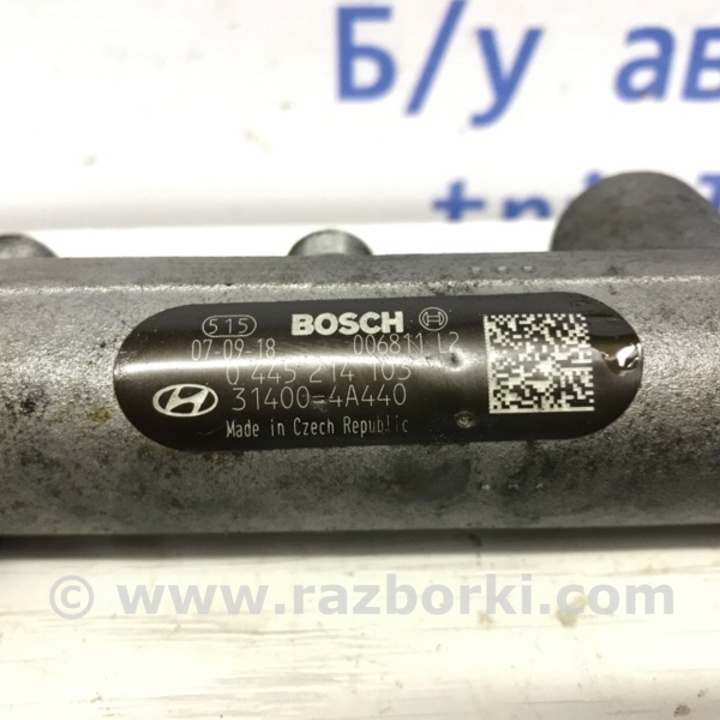 Б/у ав
515 BOSCH
07-09-18 006811 L2
0 445 214 103
31400-4A440
Made in Czech Republic
© www.razborki.com